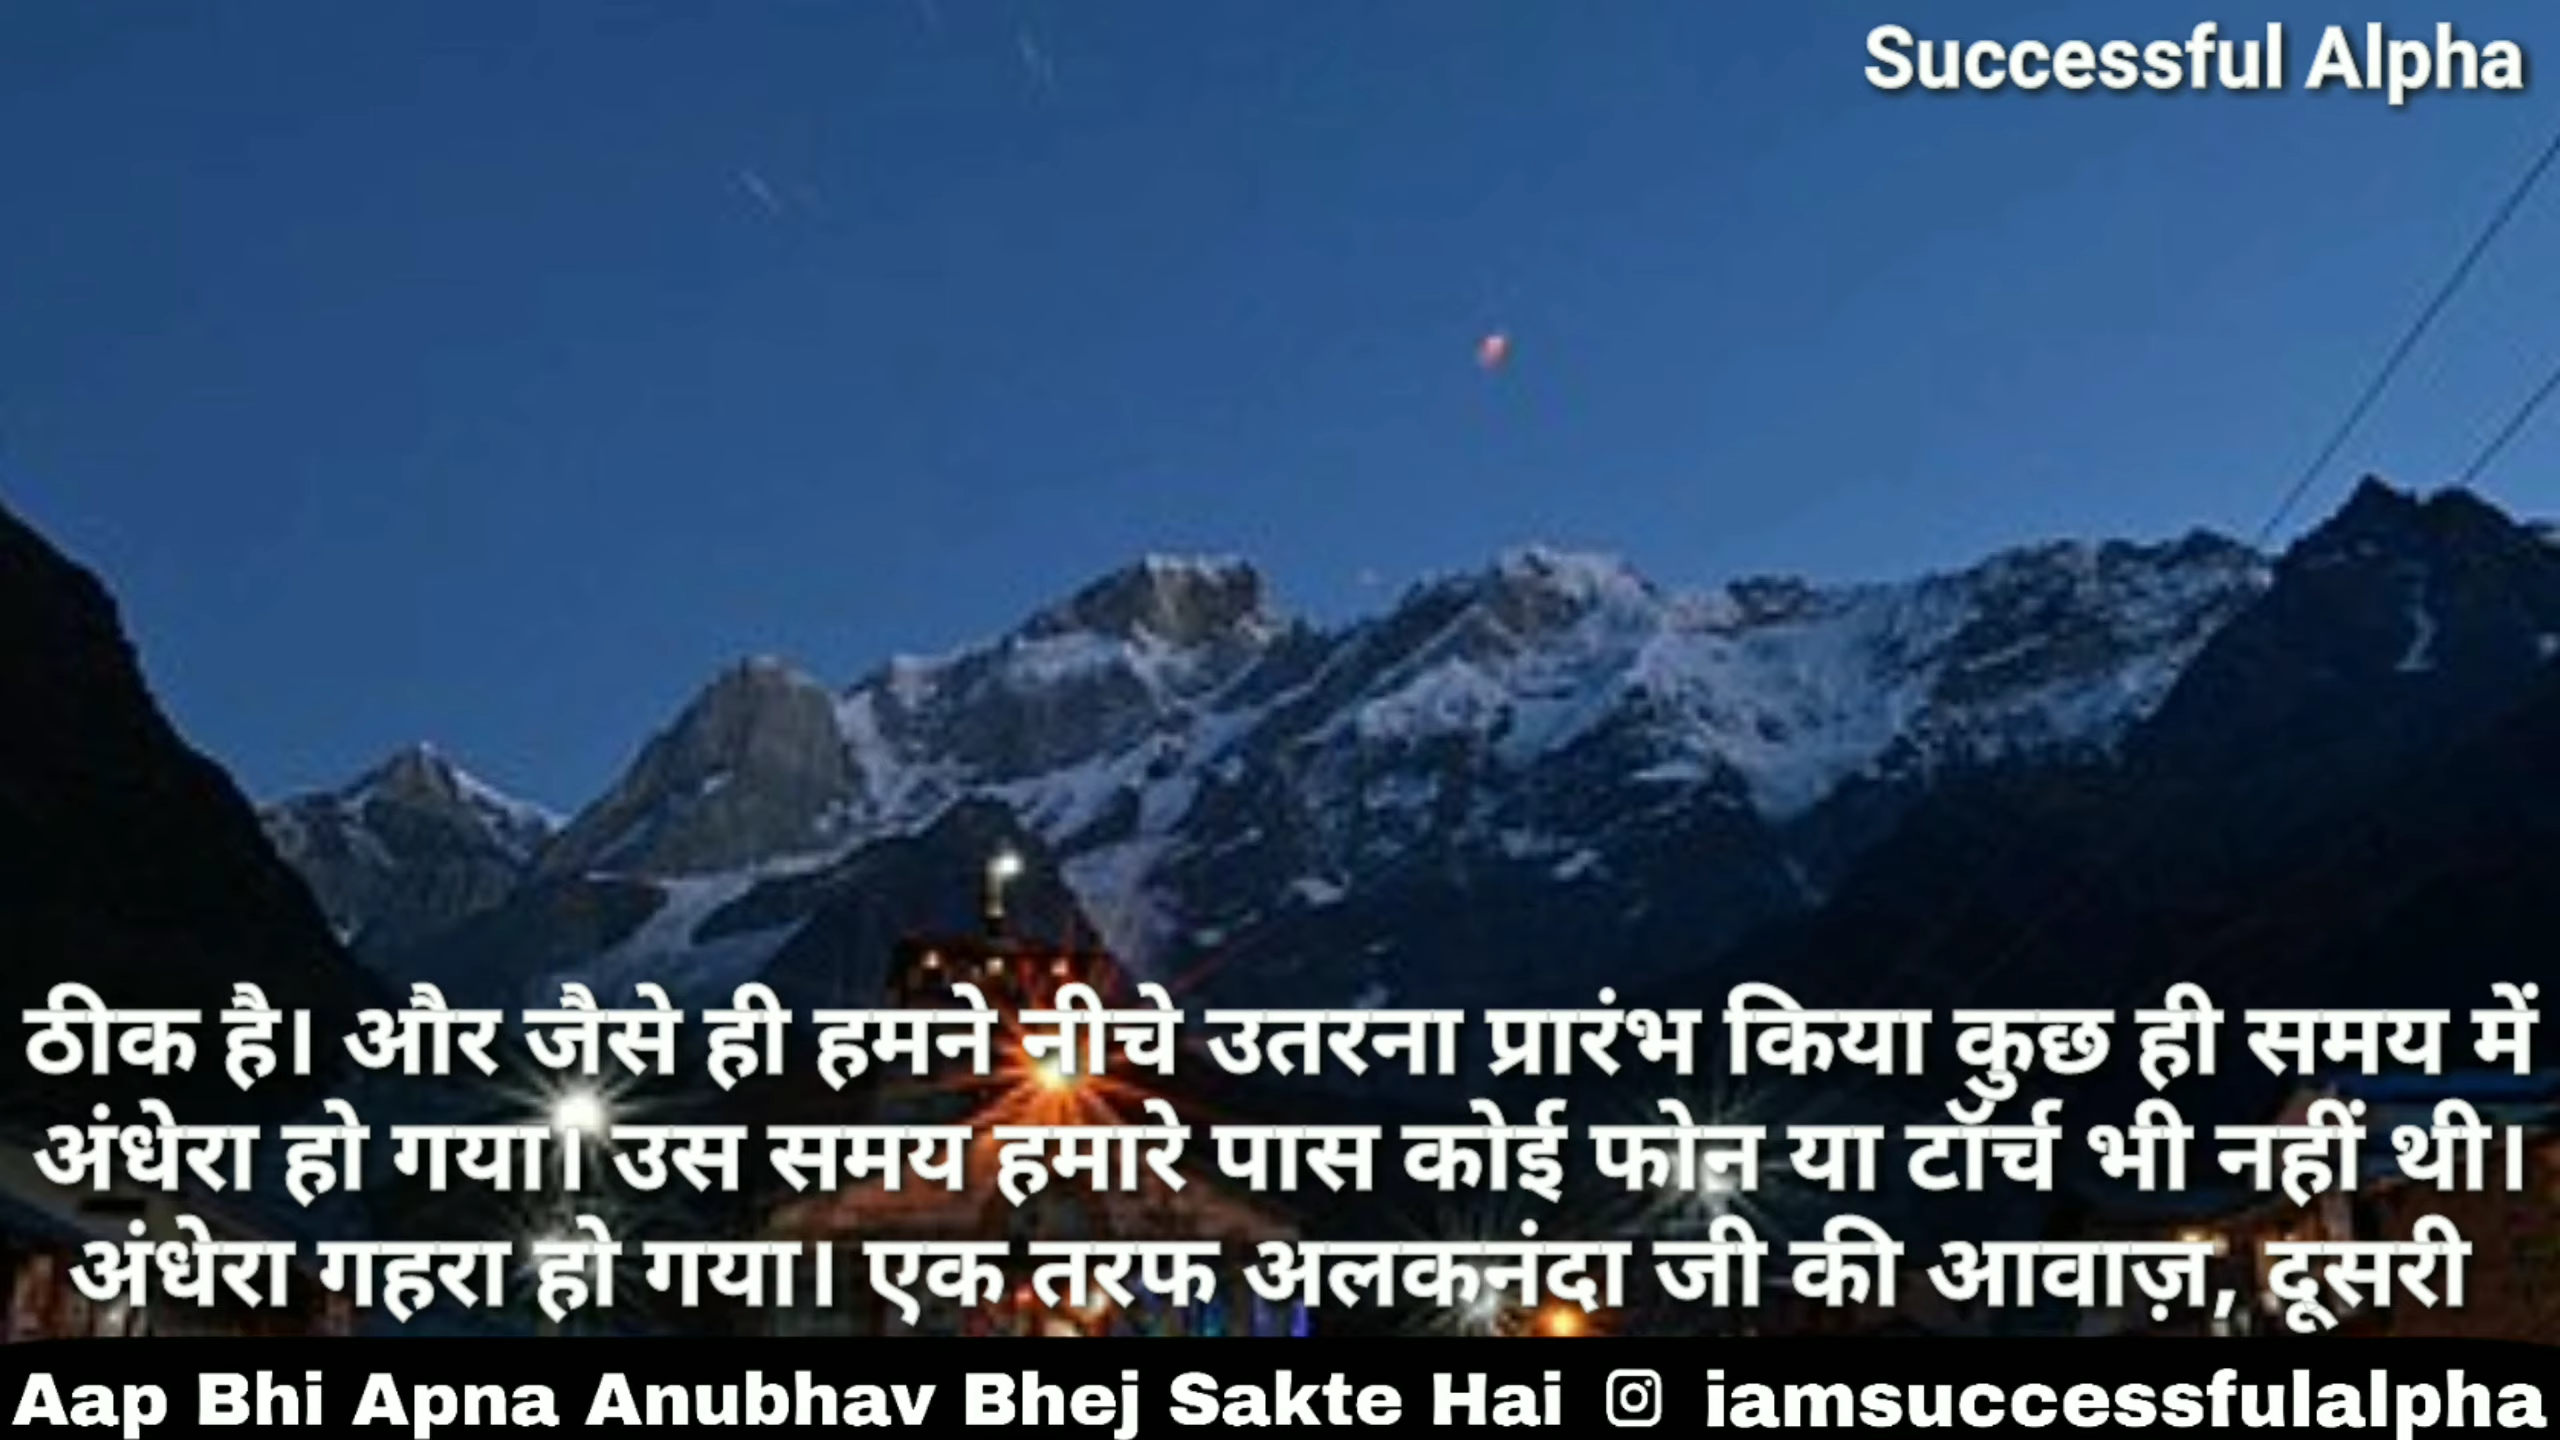 Successful Alpha
ठीक है। और जैसे ही हमने नीचे उतरना प्रारंभ किया कुछ ही समय में
अंधेरा हो गया। उस समय हमारे पास कोई फोन या टॉर्च भी नहीं थी।
अंधेरा गहरा हो गया। एक तरफ अलकनंदा जी की आवाज़, दूसरी
Aap Bhi Apna Anubhav Bhej Sakte Hai iamsuccessfulalpha